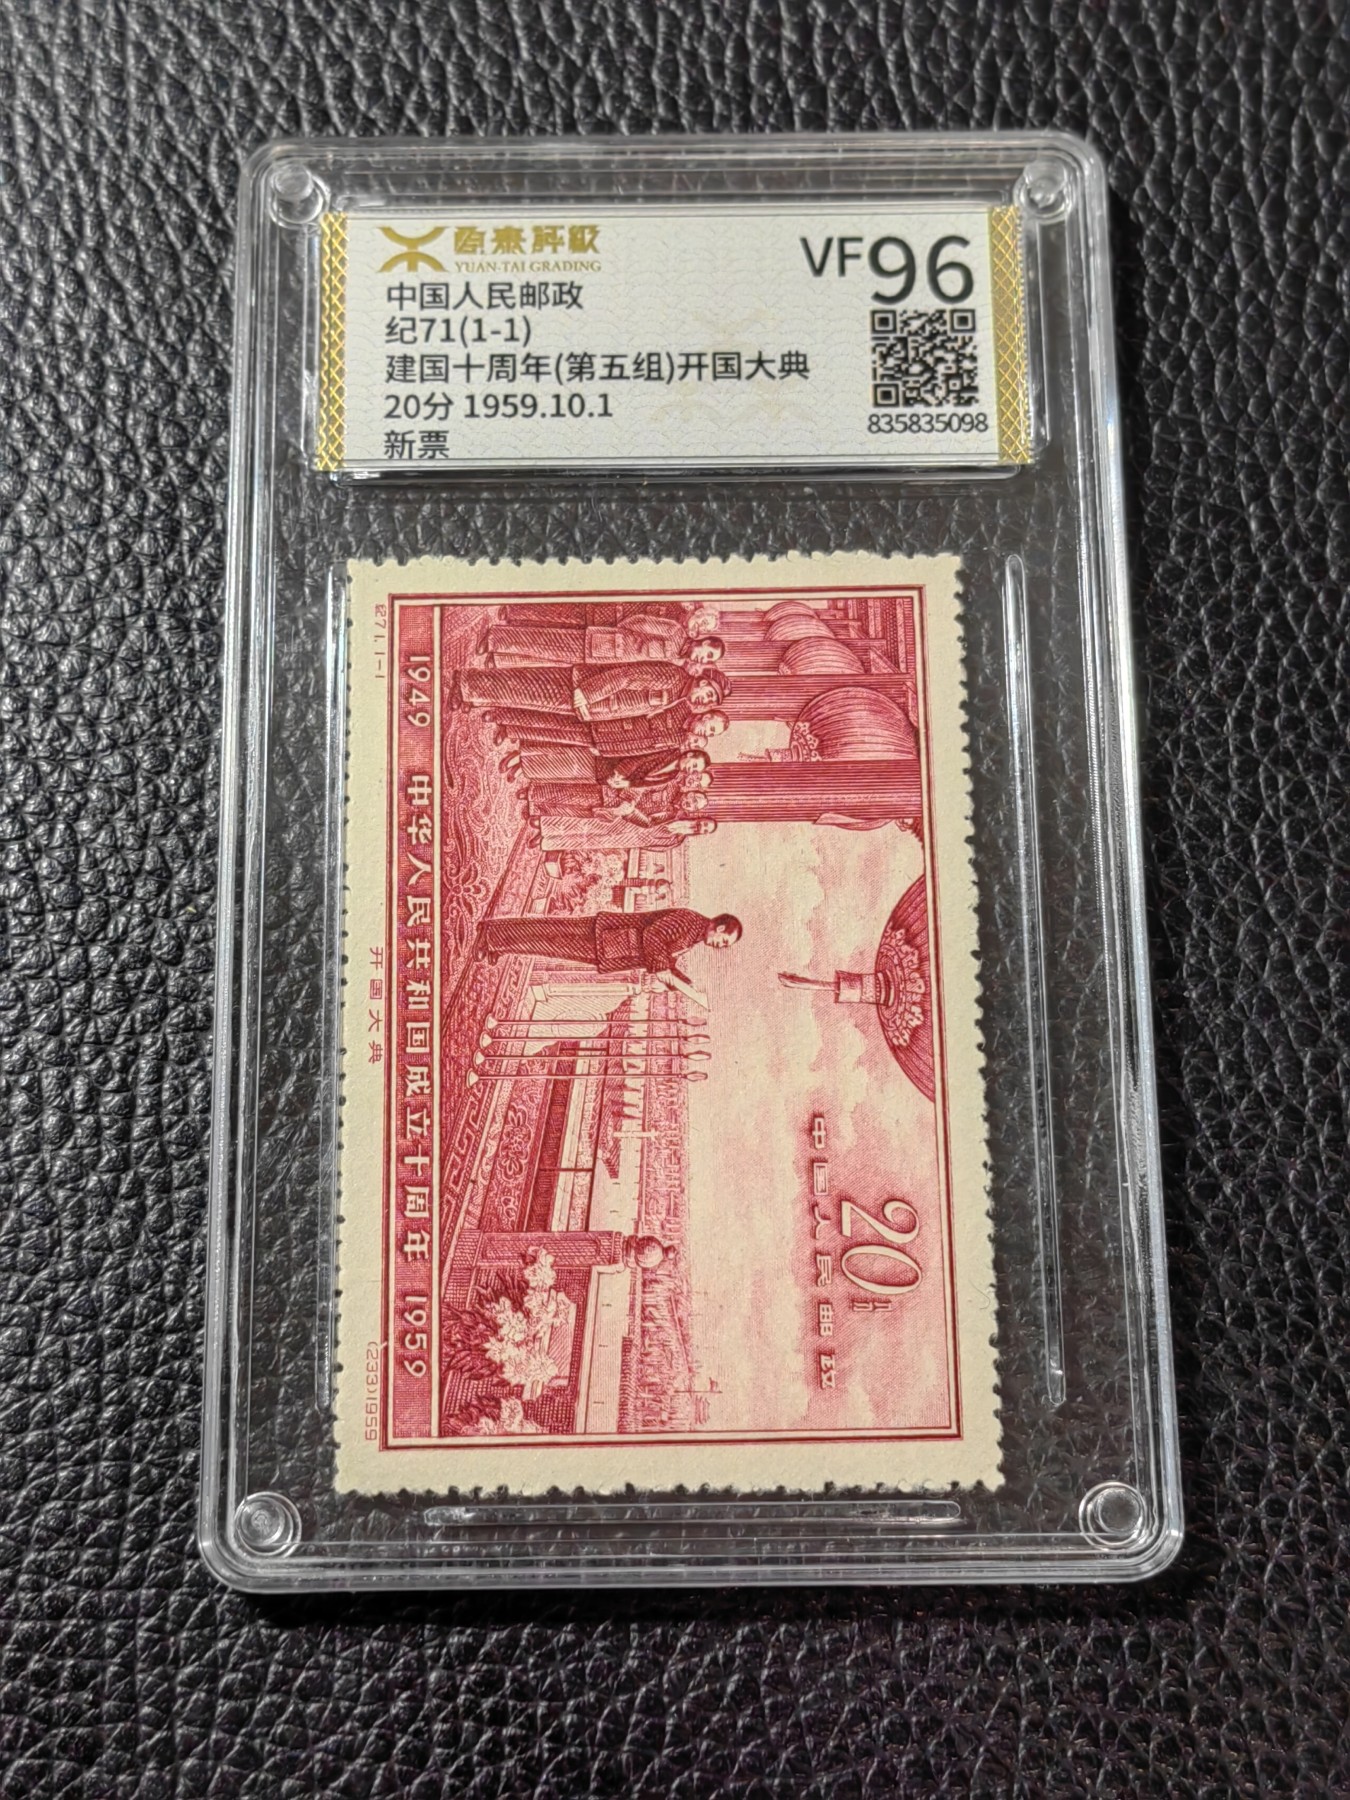 源泰評級
YUAN-TAI GRADING
VF96
中国人民邮政
纪71(1-1)
建国十周年(第五组)开国大典
20分 1959.10.1
新票
835835098
20分
中国人民邮政
1949 中华人民共和国成立十周年 1959
纪71.1-1
开国大典
(233)1959